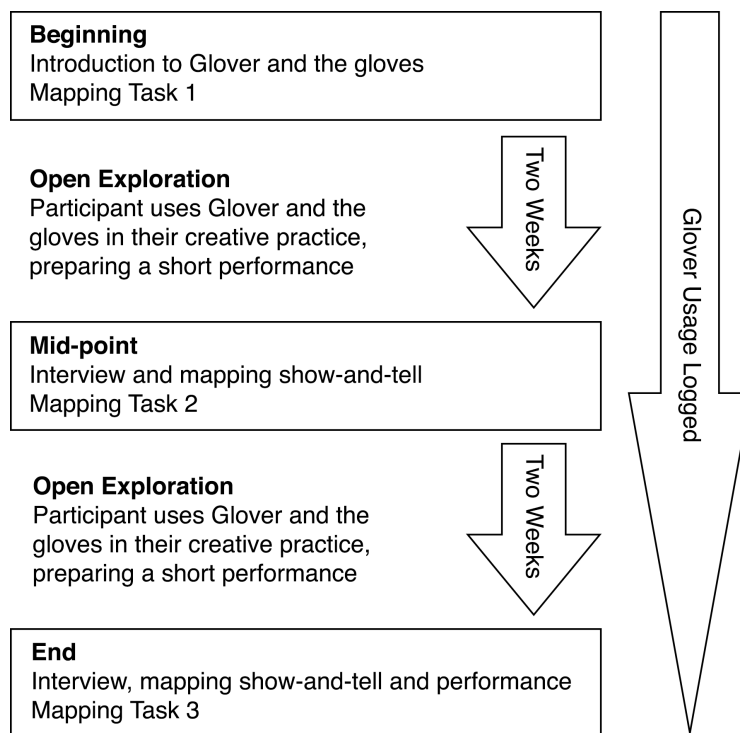 Beginning
Introduction to Glover and the gloves
Mapping Task 1
Two Weeks
Open Exploration
Participant uses Glover and the
gloves in their creative practice,
preparing a short performance
Mid-point
Interview and mapping show-and-tell
Mapping Task 2
Two Weeks
Open Exploration
Participant uses Glover and the
gloves in their creative practice,
preparing a short performance
End
Interview, mapping show-and-tell and performance
Mapping Task 3
Glover Usage Logged